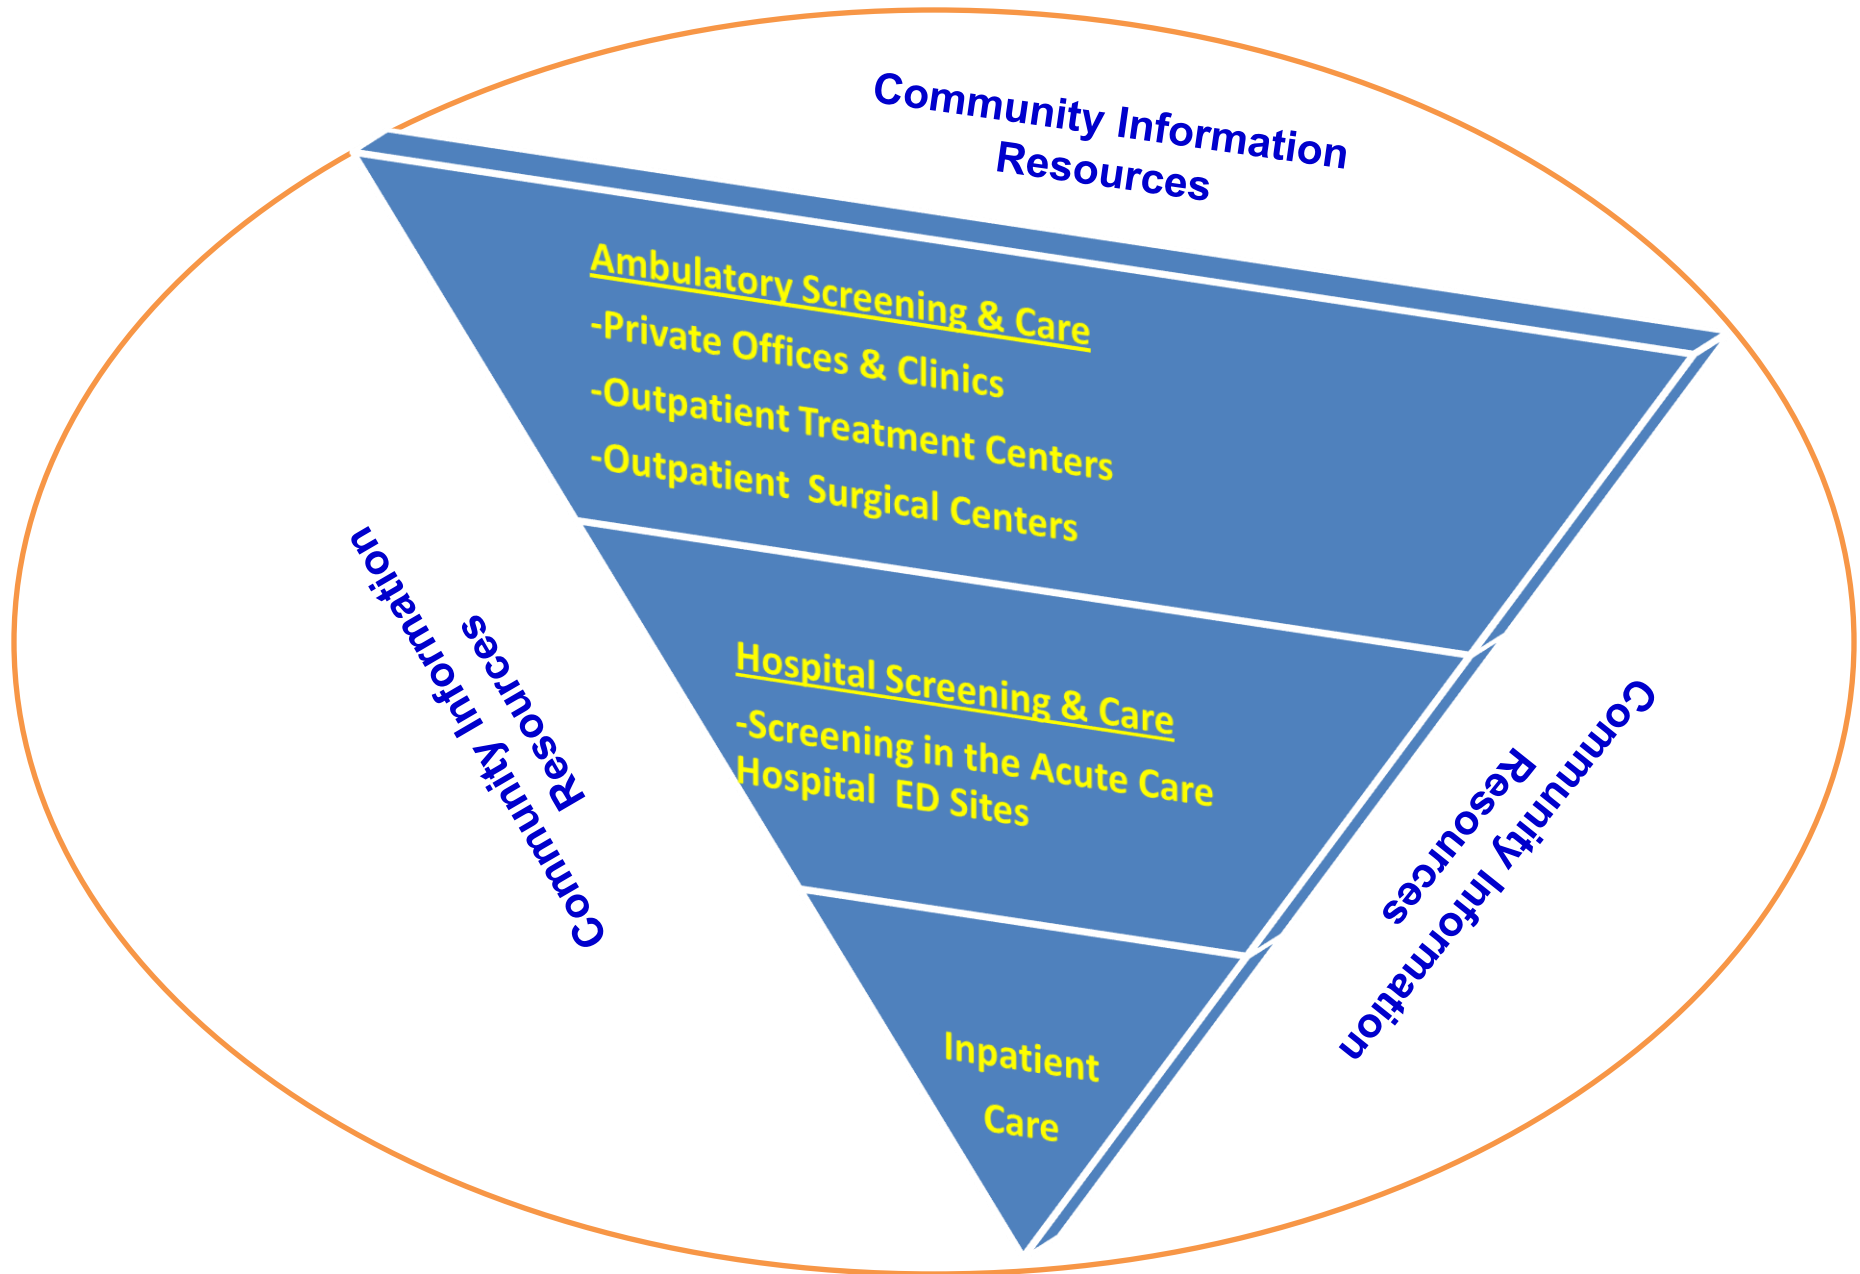 Community Information
Resources
Ambulatory Screening & Care
-Private Offices & Clinics
-Outpatient Treatment Centers
-Outpatient  Surgical Centers
Community Information
Resources
Hospital Screening & Care
-Screening in the Acute Care
Hospital  ED Sites
Community Information
Resources
Inpatient
Care